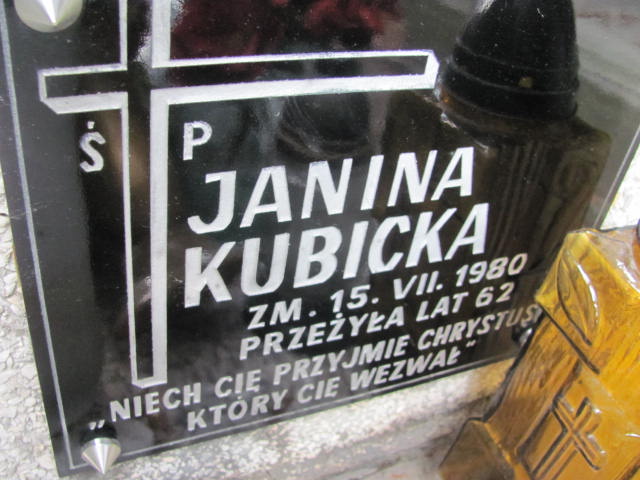 Ś P
JANINA
KUBICKA
ZM. 15. VII. 1980
PRZEŻYŁA LAT 62
„NIECH CIĘ PRZYJMIE CHRYSTUS
KTÓRY CIĘ WEZWAŁ"